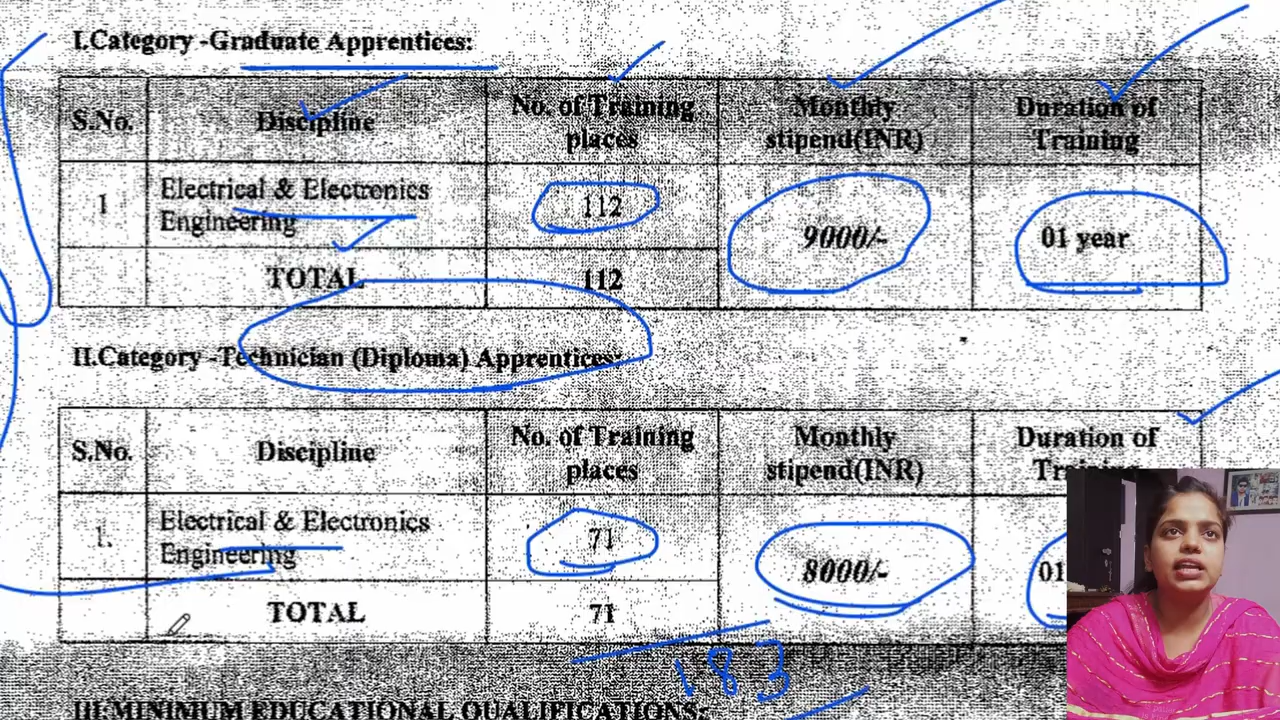 I.Category -Graduate Apprentices:
S.No. Discipline No. of Training places Monthly stipend(INR) Duration of Training
1 Electrical & Electronics Engineering 112 9000/- 01 year
TOTAL 112
II.Category -Technician (Diploma) Apprentices:
S.No. Discipline No. of Training places Monthly stipend(INR) Duration of
1. Electrical & Electronics Engineering 71 8000/- 01
TOTAL 71
183
III MINIMUM EDUCATIONAL QUALIFICATIONS: